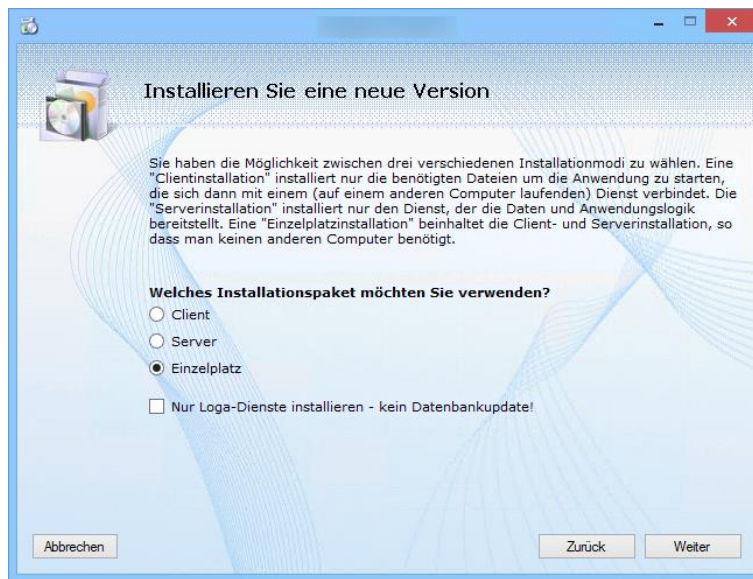 Installieren Sie eine neue Version
Sie haben die Möglichkeit zwischen drei verschiedenen Installationmodi zu wählen. Eine
"Clientinstallation" installiert nur die benötigten Dateien um die Anwendung zu starten,
die sich dann mit einem (auf einem anderen Computer laufenden) Dienst verbindet. Die
"Serverinstallation" installiert nur den Dienst, der die Daten und Anwendungslogik
bereitstellt. Eine "Einzelplatzinstallation" beinhaltet die Client- und Serverinstallation, so
dass man keinen anderen Computer benötigt.
Welches Installationspaket möchten Sie verwenden?
Client
Server
Einzelplatz
Nur Loga-Dienste installieren - kein Datenbankupdate!
Abbrechen Zurück Weiter